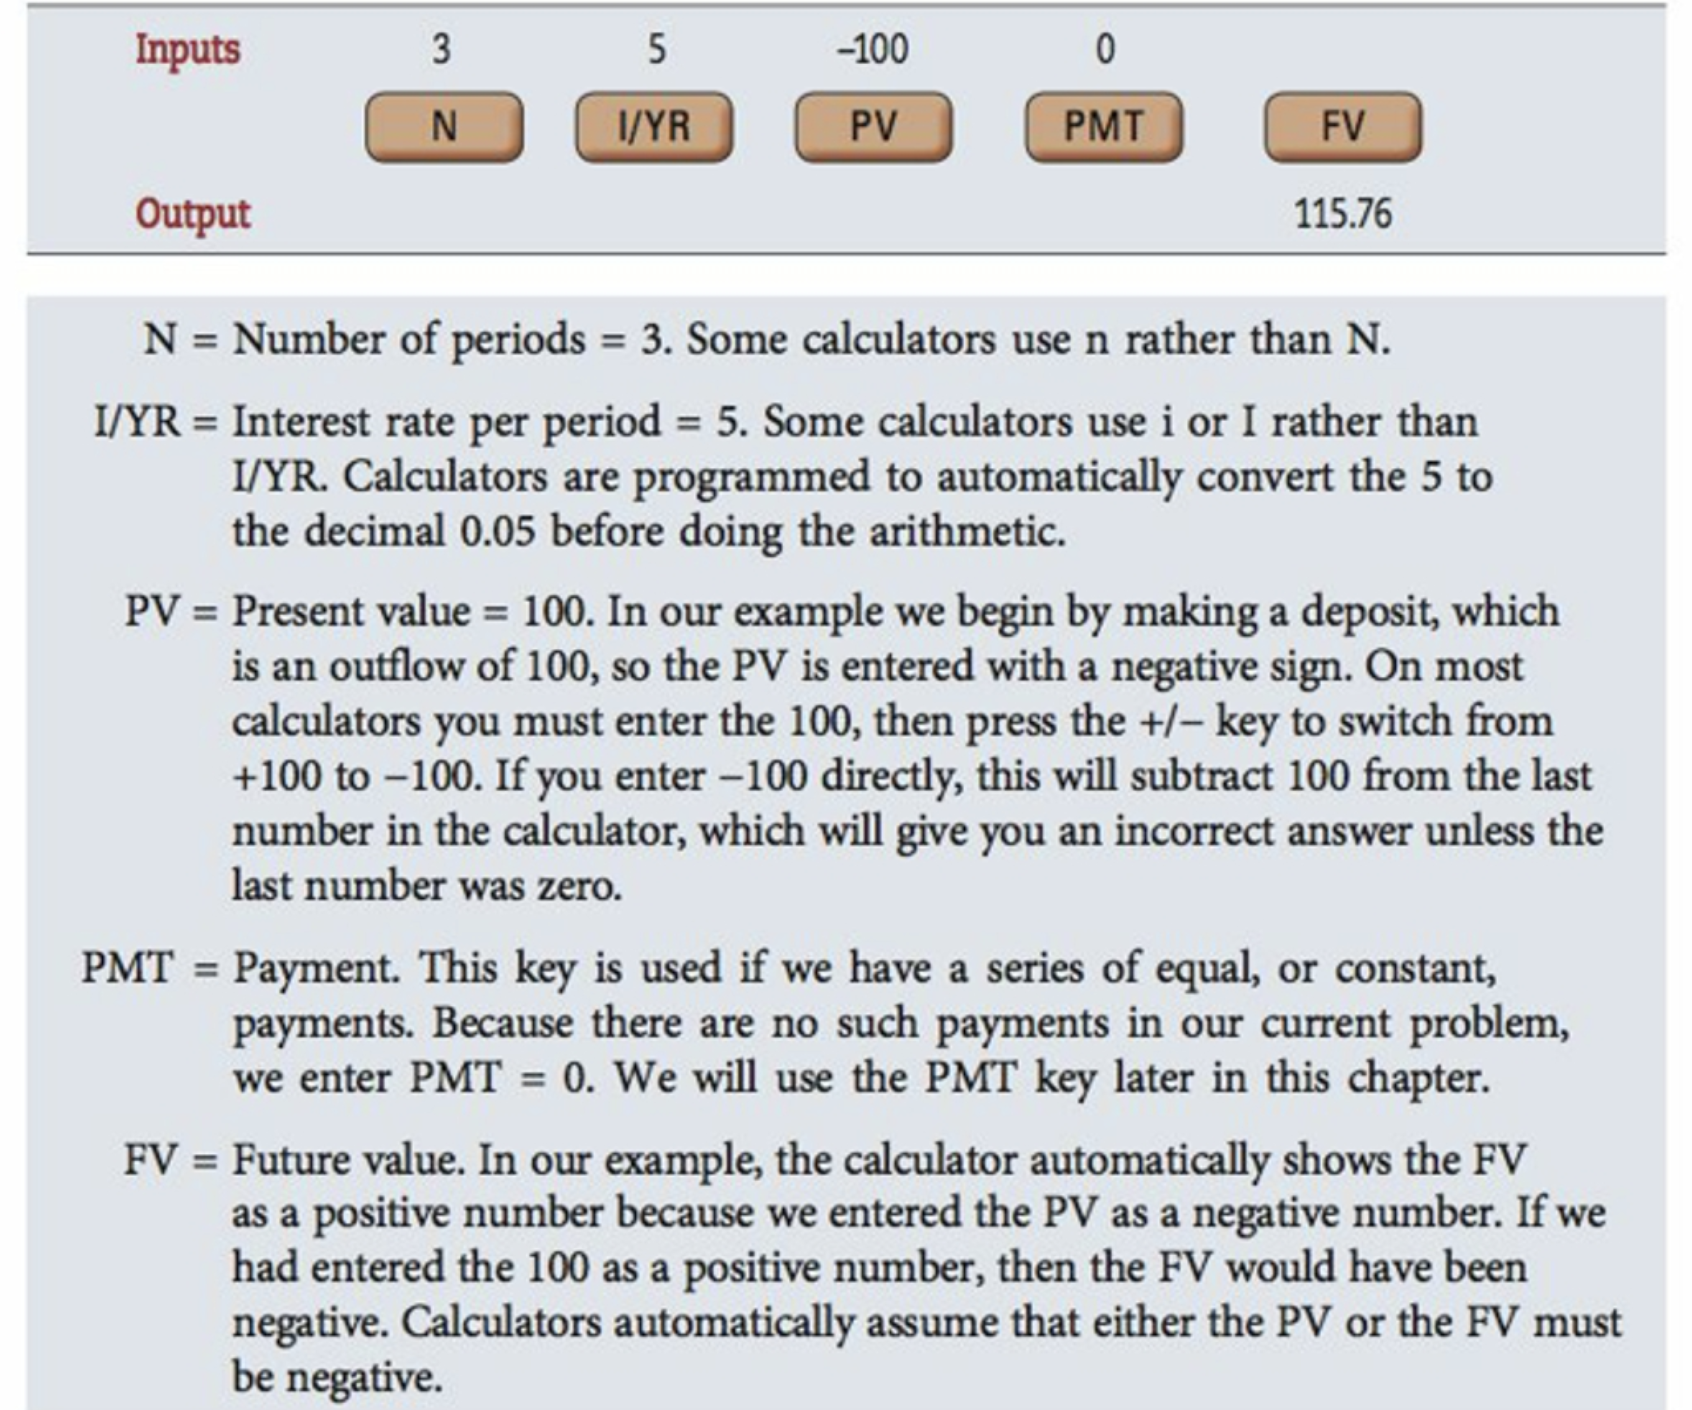 Inputs 3 5 –100 0
N I/YR PV PMT FV
Output 115.76
N = Number of periods = 3. Some calculators use n rather than N.
I/YR = Interest rate per period = 5. Some calculators use i or I rather than
I/YR. Calculators are programmed to automatically convert the 5 to
the decimal 0.05 before doing the arithmetic.
PV = Present value = 100. In our example we begin by making a deposit, which
is an outflow of 100, so the PV is entered with a negative sign. On most
calculators you must enter the 100, then press the +/– key to switch from
+100 to –100. If you enter –100 directly, this will subtract 100 from the last
number in the calculator, which will give you an incorrect answer unless the
last number was zero.
PMT = Payment. This key is used if we have a series of equal, or constant,
payments. Because there are no such payments in our current problem,
we enter PMT = 0. We will use the PMT key later in this chapter.
FV = Future value. In our example, the calculator automatically shows the FV
as a positive number because we entered the PV as a negative number. If we
had entered the 100 as a positive number, then the FV would have been
negative. Calculators automatically assume that either the PV or the FV must
be negative.